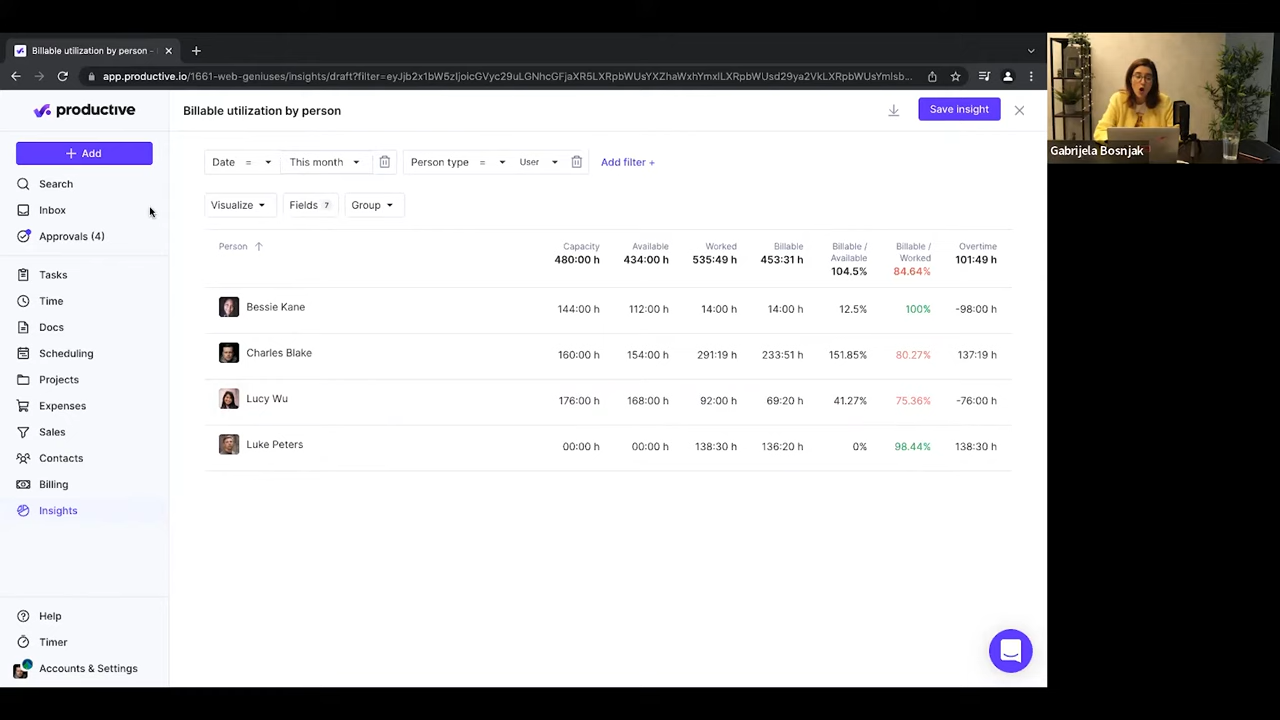 Billable utilization by person –
app.productive.io/1661-web-geniuses/insights/draft?filter=eyJjb2x1bW5zIjoicGVyc29uLGNhcGFjaXR5LXRpbWUsYXZhaWxhYmxlLXRpbWUsd29ya2VkLXRpbWUsYmlsb...
productive
Billable utilization by person
Save insight
+ Add
Search
Inbox
Approvals (4)
Tasks
Time
Docs
Scheduling
Projects
Expenses
Sales
Contacts
Billing
Insights
Help
Timer
Accounts & Settings
Date = This month Person type = User Add filter +
Visualize Fields 7 Group
Person Capacity Available Worked Billable Billable / Available Billable / Worked Overtime
480:00 h 434:00 h 535:49 h 453:31 h 104.5% 84.64% 101:49 h
Bessie Kane 144:00 h 112:00 h 14:00 h 14:00 h 12.5% 100% -98:00 h
Charles Blake 160:00 h 154:00 h 291:19 h 233:51 h 151.85% 80.27% 137:19 h
Lucy Wu 176:00 h 168:00 h 92:00 h 69:20 h 41.27% 75.36% -76:00 h
Luke Peters 00:00 h 00:00 h 138:30 h 136:20 h 0% 98.44% 138:30 h
Gabrijela Bosnjak